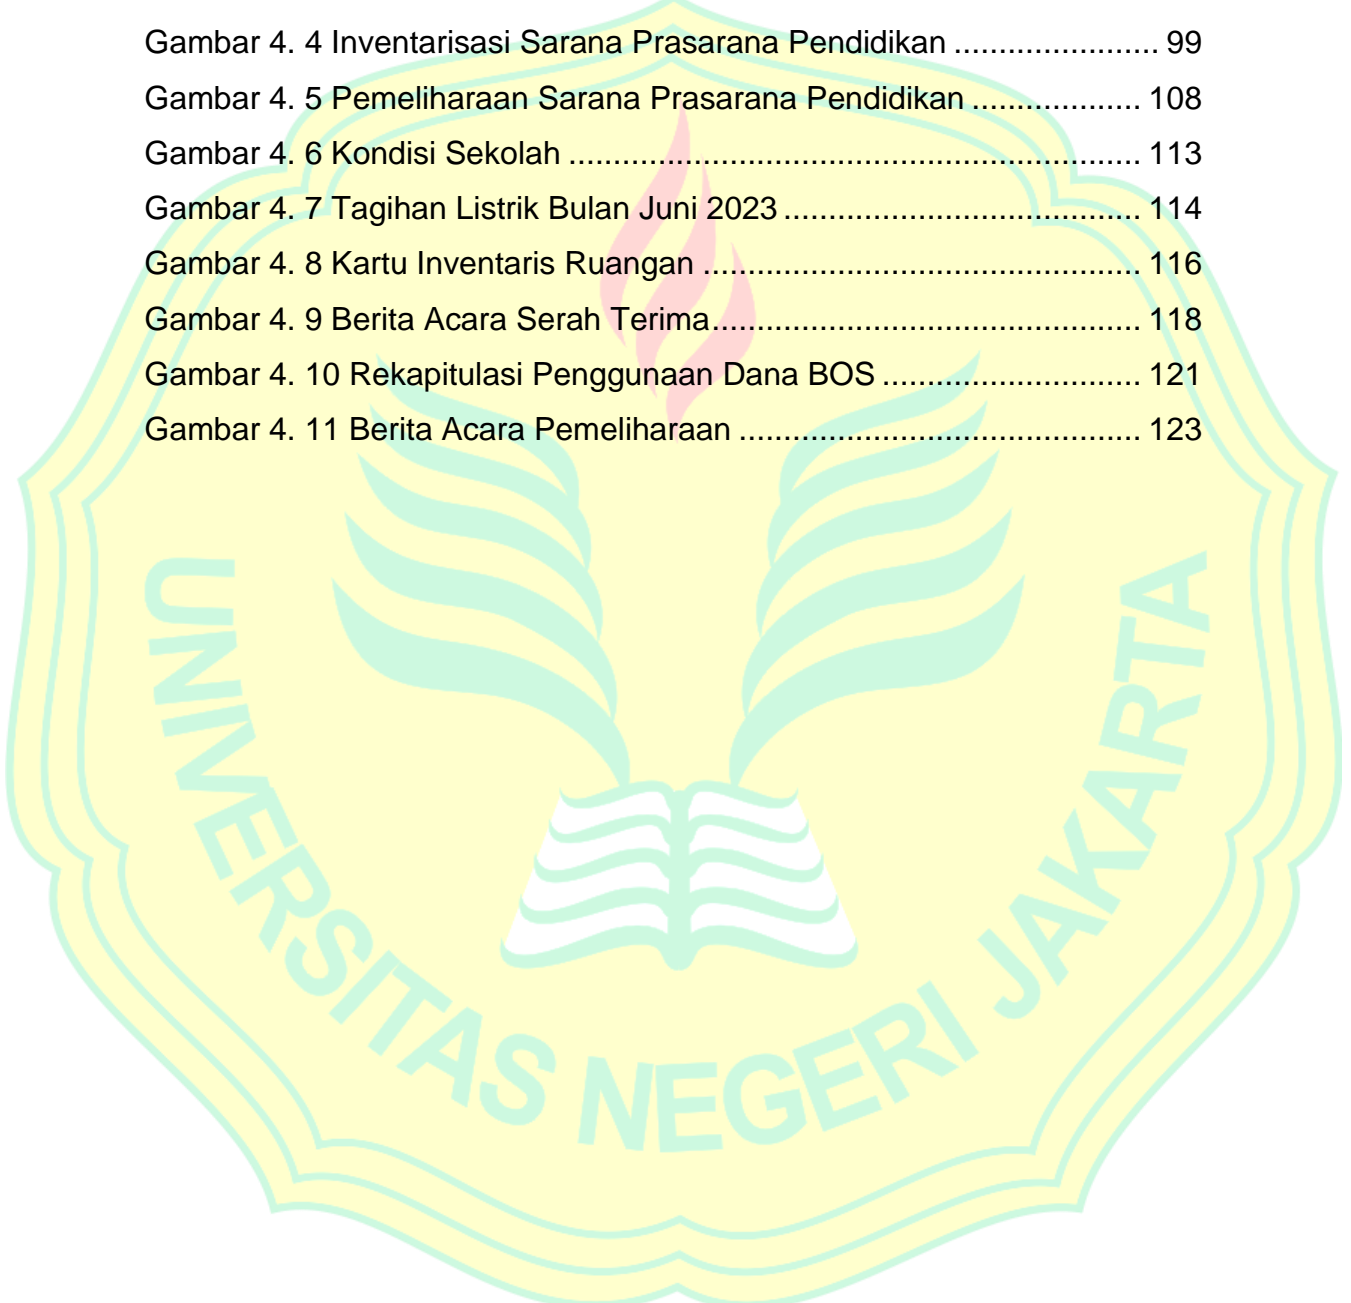 Gambar 4. 4 Inventarisasi Sarana Prasarana Pendidikan ....................... 99
Gambar 4. 5 Pemeliharaan Sarana Prasarana Pendidikan ................... 108
Gambar 4. 6 Kondisi Sekolah ................................................................ 113
Gambar 4. 7 Tagihan Listrik Bulan Juni 2023 ........................................ 114
Gambar 4. 8 Kartu Inventaris Ruangan ................................................. 116
Gambar 4. 9 Berita Acara Serah Terima................................................ 118
Gambar 4. 10 Rekapitulasi Penggunaan Dana BOS ............................. 121
Gambar 4. 11 Berita Acara Pemeliharaan ............................................. 123
UNIVERSITAS NEGERI JAKARTA